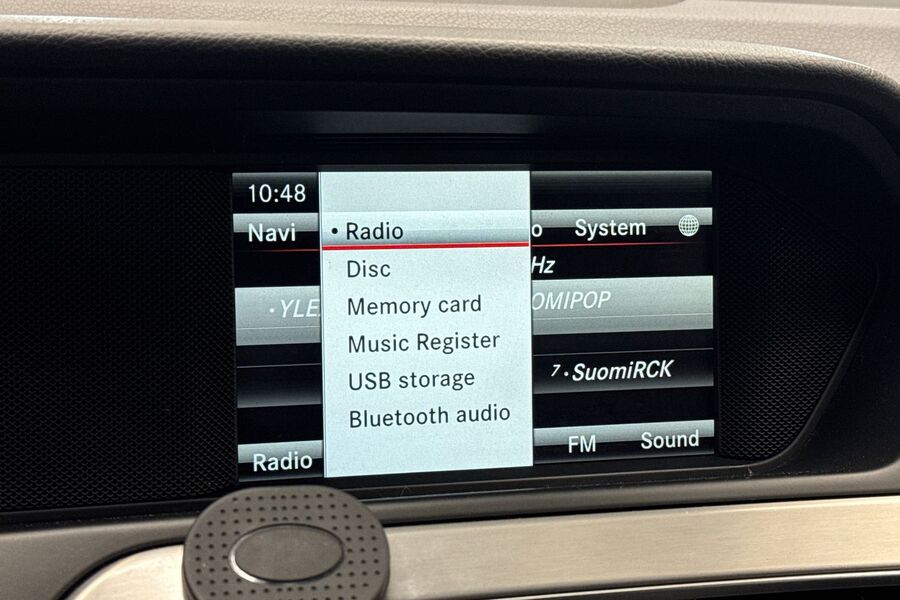 10:48
Navi • Radio o System
Disc Hz
Memory card
• YLE OMIPOP
Music Register
USB storage 7 • SuomiRCK
Bluetooth audio
Radio FM Sound